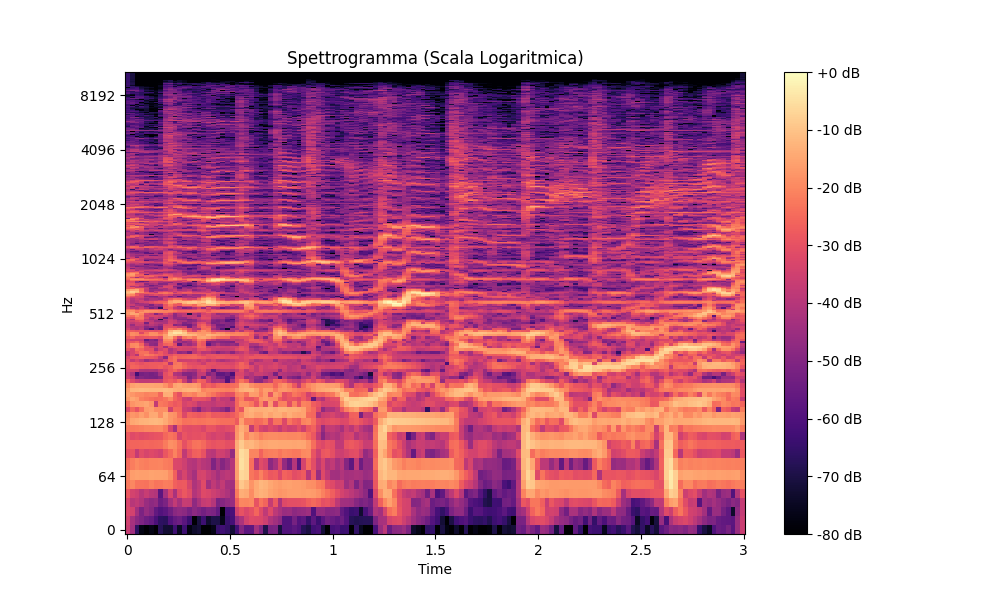 Spettrogramma (Scala Logaritmica)
8192
4096
2048
1024
512
256
128
64
0
Hz
0
0.5
1
1.5
2
2.5
3
Time
+0 dB
-10 dB
-20 dB
-30 dB
-40 dB
-50 dB
-60 dB
-70 dB
-80 dB